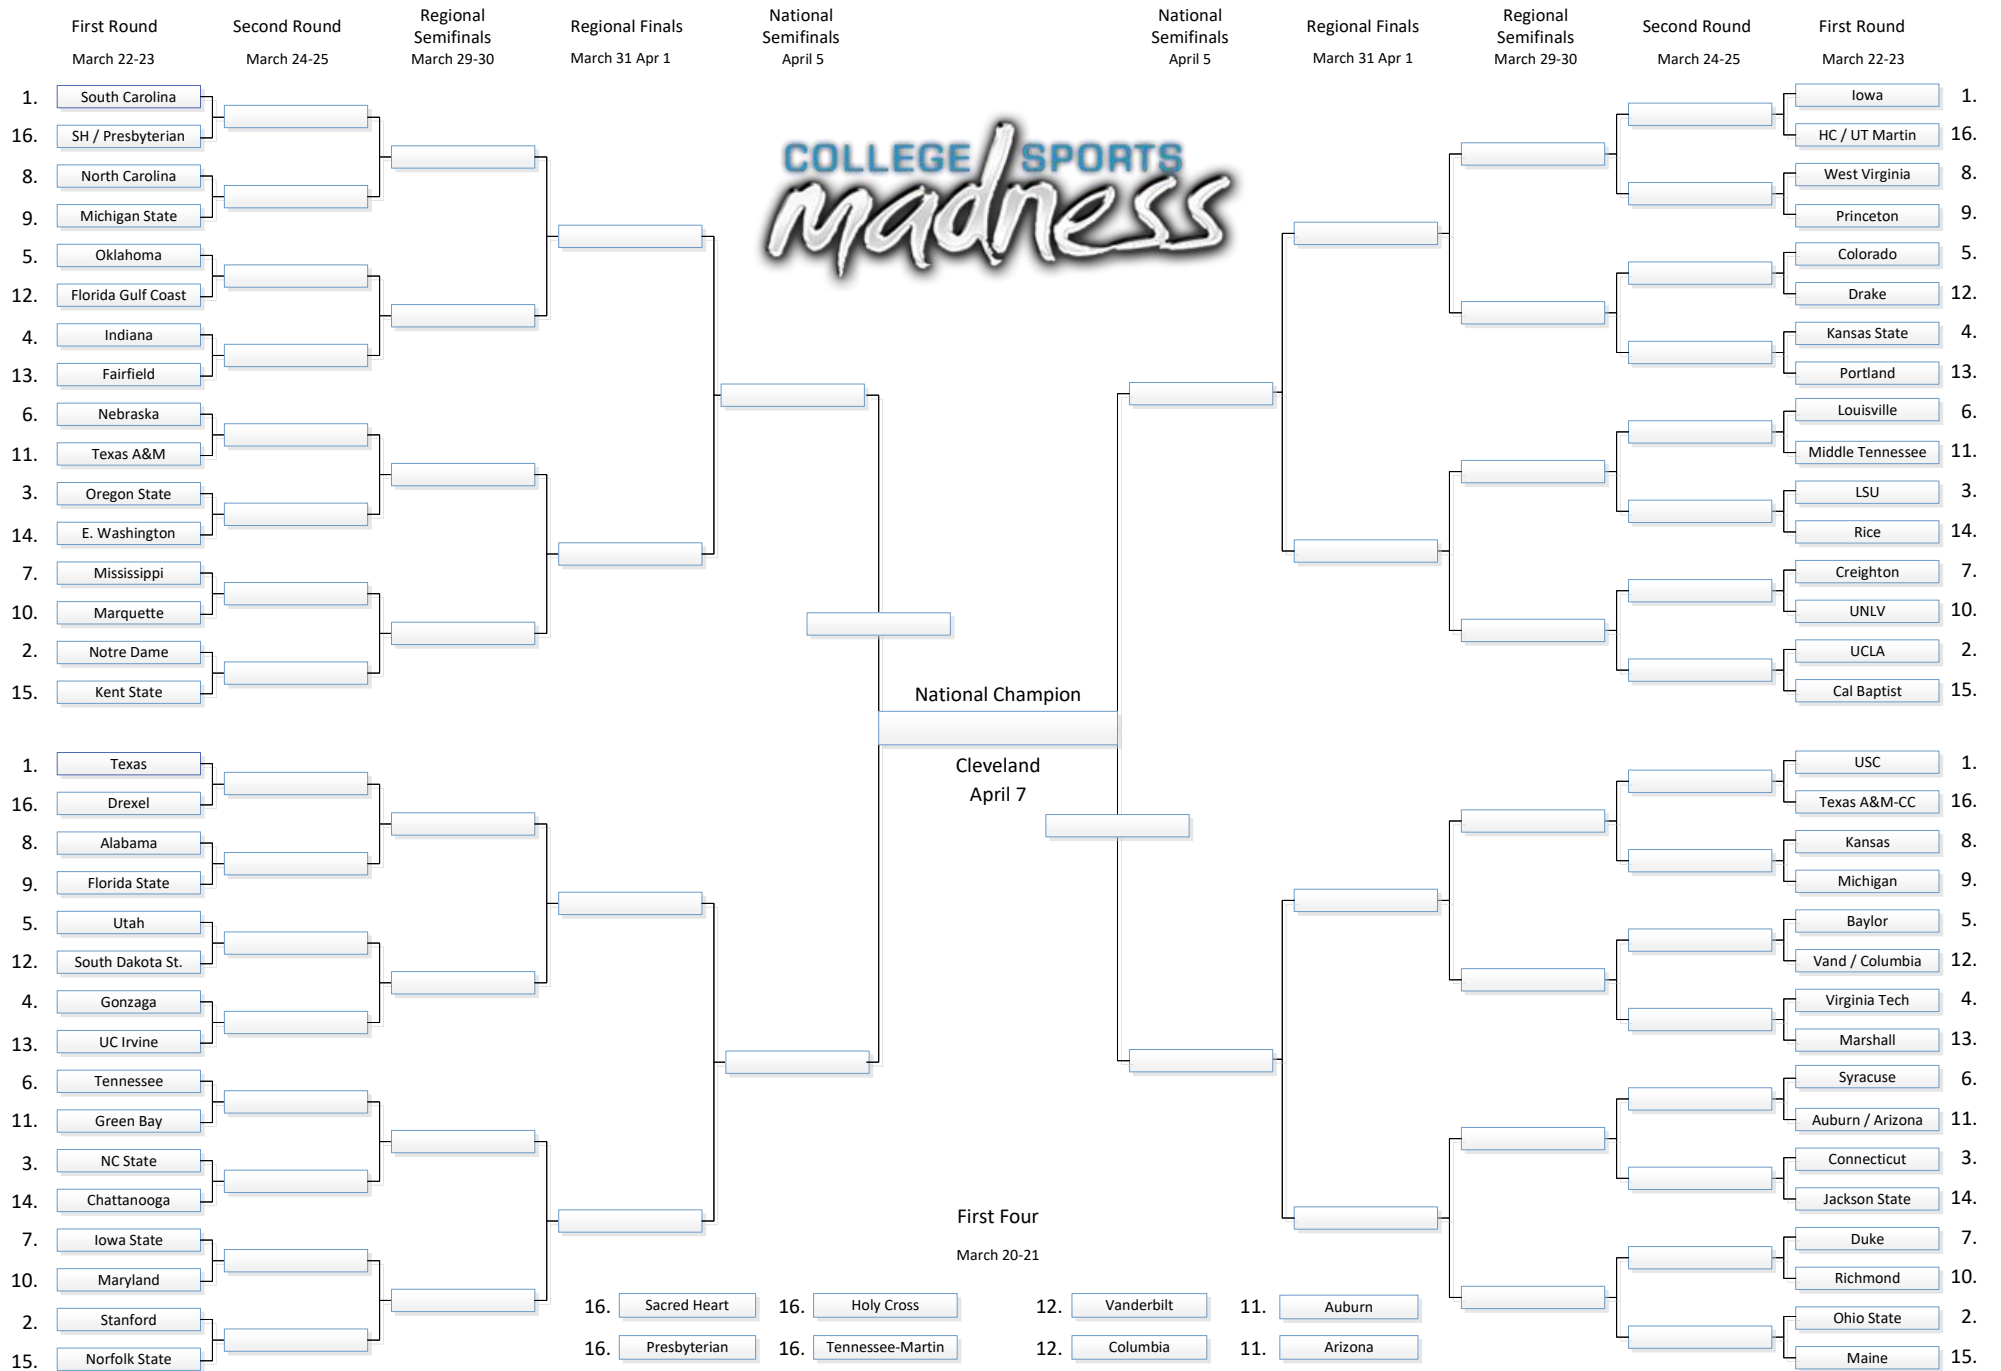 First Round
March 22-23
Second Round
March 24-25
Regional
Semifinals
March 29-30
Regional Finals
March 31 Apr 1
National
Semifinals
April 5
National
Semifinals
April 5
Regional Finals
March 31 Apr 1
Regional
Semifinals
March 29-30
Second Round
March 24-25
First Round
March 22-23
COLLEGE SPORTS
madness
1. South Carolina
16. SH / Presbyterian
8. North Carolina
9. Michigan State
5. Oklahoma
12. Florida Gulf Coast
4. Indiana
13. Fairfield
6. Nebraska
11. Texas A&M
3. Oregon State
14. E. Washington
7. Mississippi
10. Marquette
2. Notre Dame
15. Kent State
1. Texas
16. Drexel
8. Alabama
9. Florida State
5. Utah
12. South Dakota St.
4. Gonzaga
13. UC Irvine
6. Tennessee
11. Green Bay
3. NC State
14. Chattanooga
7. Iowa State
10. Maryland
2. Stanford
15. Norfolk State
National Champion
Cleveland
April 7
Iowa 1.
HC / UT Martin 16.
West Virginia 8.
Princeton 9.
Colorado 5.
Drake 12.
Kansas State 4.
Portland 13.
Louisville 6.
Middle Tennessee 11.
LSU 3.
Rice 14.
Creighton 7.
UNLV 10.
UCLA 2.
Cal Baptist 15.
USC 1.
Texas A&M-CC 16.
Kansas 8.
Michigan 9.
Baylor 5.
Vand / Columbia 12.
Virginia Tech 4.
Marshall 13.
Syracuse 6.
Auburn / Arizona 11.
Connecticut 3.
Jackson State 14.
Duke 7.
Richmond 10.
Ohio State 2.
Maine 15.
First Four
March 20-21
16. Sacred Heart
16. Presbyterian
16. Holy Cross
16. Tennessee-Martin
12. Vanderbilt
12. Columbia
11. Auburn
11. Arizona